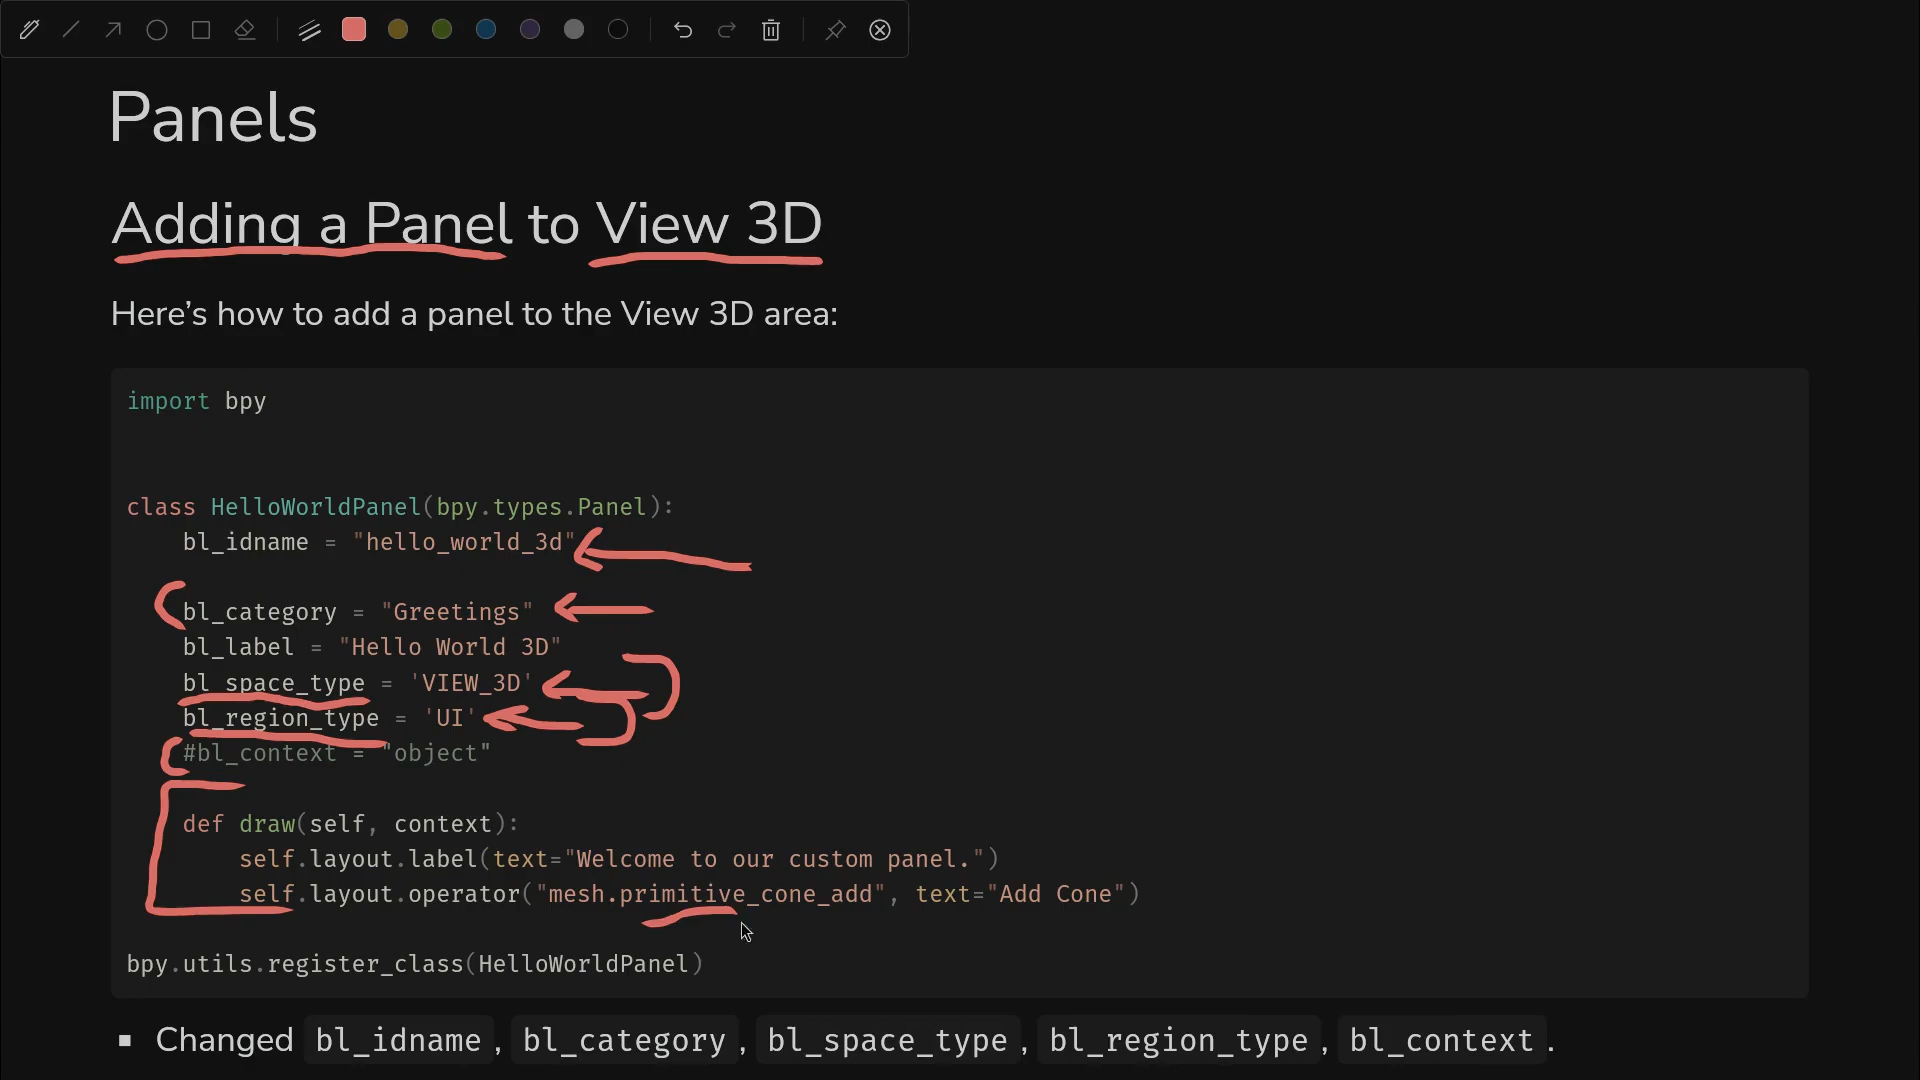 Panels
Adding a Panel to View 3D
Here’s how to add a panel to the View 3D area:
import bpy
class HelloWorldPanel(bpy.types.Panel):
    bl_idname = "hello_world_3d"
    bl_category = "Greetings"
    bl_label = "Hello World 3D"
    bl_space_type = 'VIEW_3D'
    bl_region_type = 'UI'
    #bl_context = "object"
    def draw(self, context):
        self.layout.label(text="Welcome to our custom panel.")
        self.layout.operator("mesh.primitive_cone_add", text="Add Cone")
bpy.utils.register_class(HelloWorldPanel)
▪ Changed bl_idname, bl_category, bl_space_type, bl_region_type, bl_context.